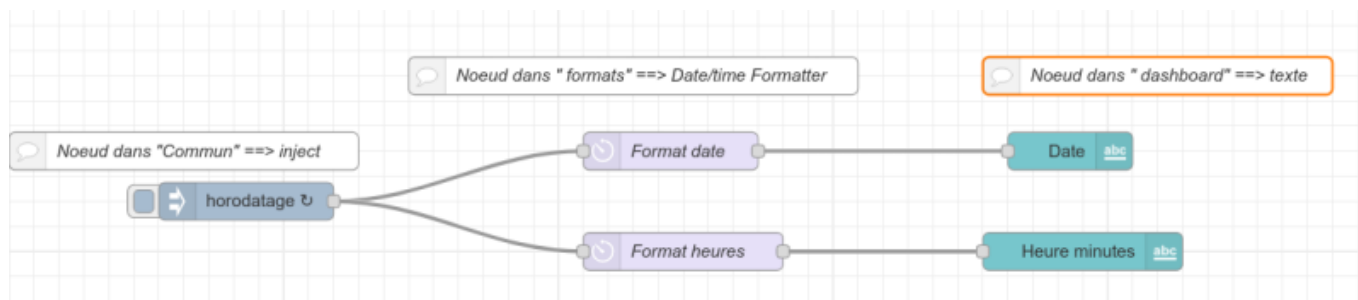 Noeud dans " formats" ==> Date/time Formatter
Noeud dans " dashboard" ==> texte
Noeud dans "Commun" ==> inject
Format date
Date
abc
horodatage ↻
Format heures
Heure minutes
abc